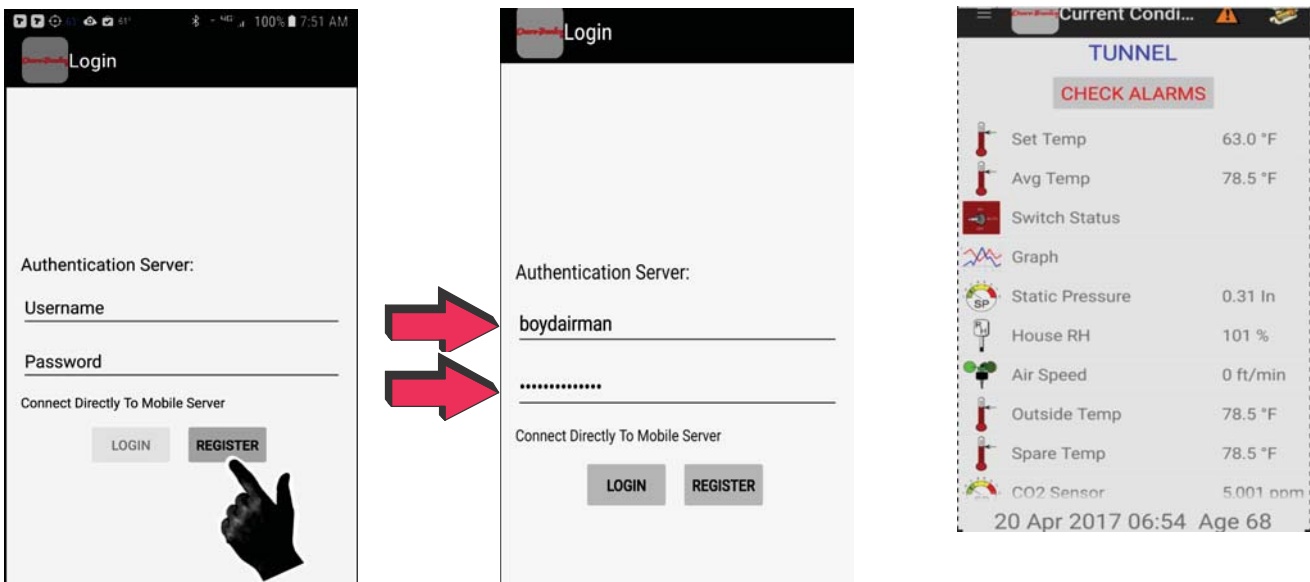 61° 61° 4G 100% 7:51 AM
Login
Authentication Server:
Username
Password
Connect Directly To Mobile Server
LOGIN REGISTER
Login
Authentication Server:
boydairman
••••••••••••••
Connect Directly To Mobile Server
LOGIN REGISTER
Current Condi...
TUNNEL
CHECK ALARMS
Set Temp 63.0 °F
Avg Temp 78.5 °F
Switch Status
Graph
SP Static Pressure 0.31 In
RH House RH 101 %
Air Speed 0 ft/min
Outside Temp 78.5 °F
Spare Temp 78.5 °F
CO2 Sensor 5.001 ppm
20 Apr 2017 06:54 Age 68